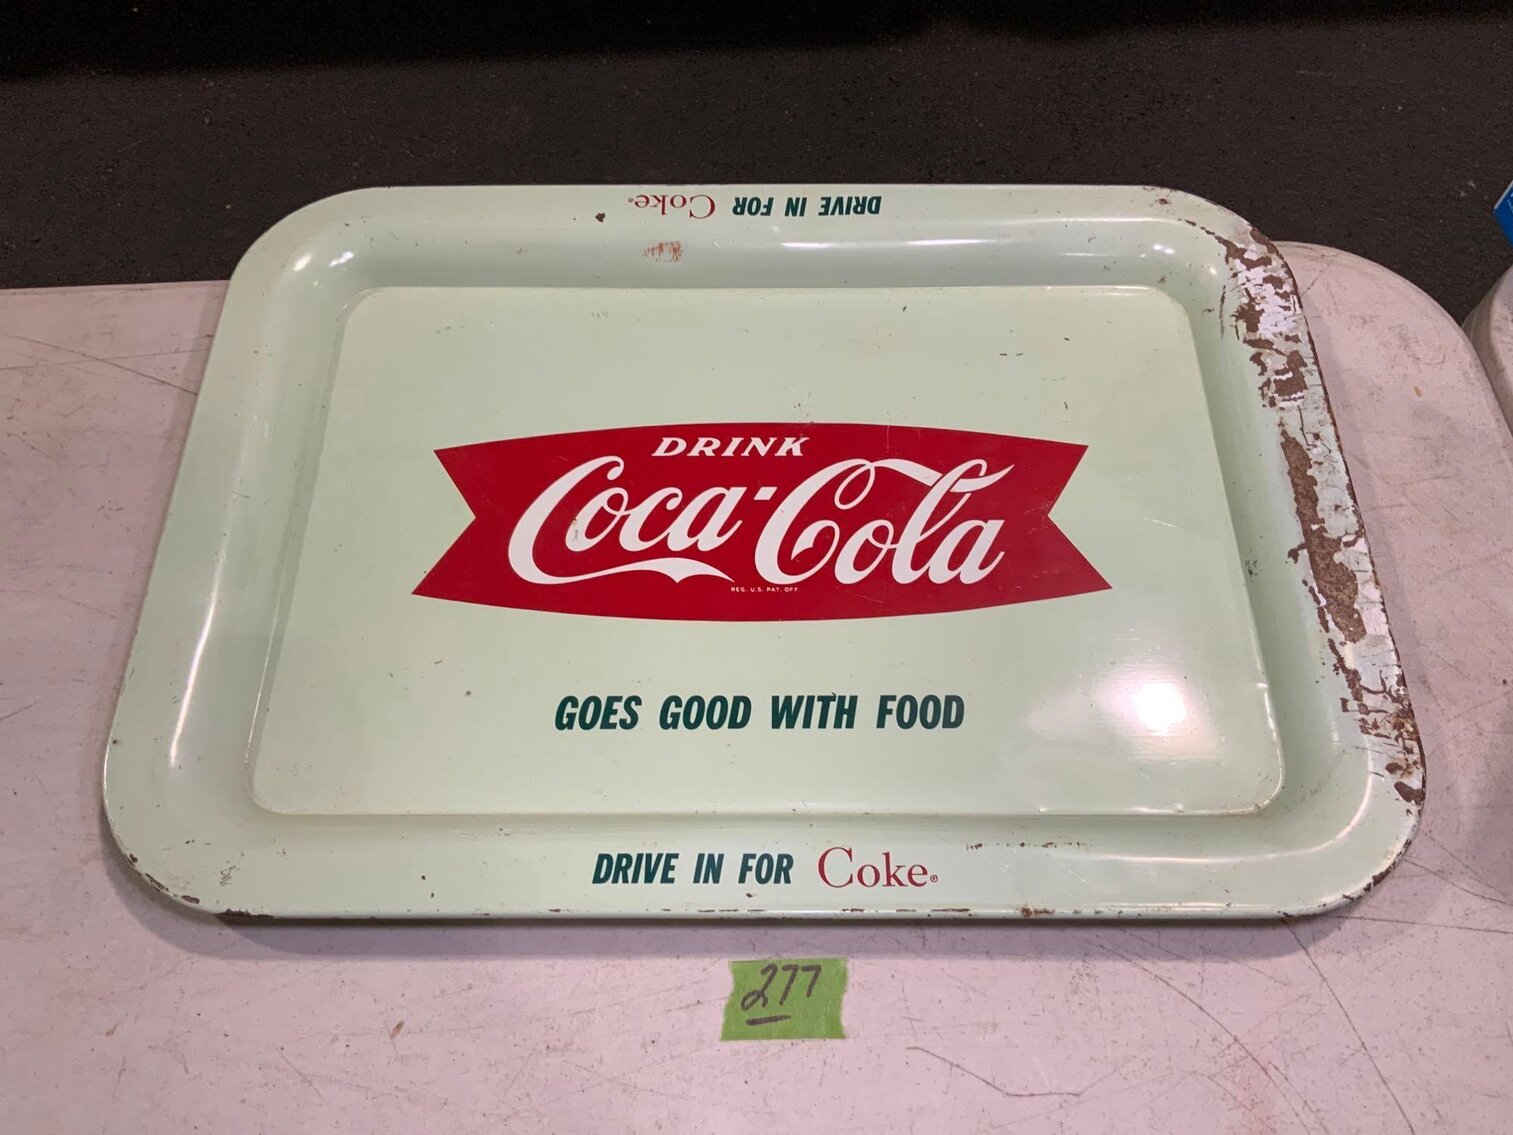 DRIVE IN FOR Coke®
DRINK
Coca-Cola
REG. U.S. PAT. OFF.
GOES GOOD WITH FOOD
DRIVE IN FOR Coke®
277